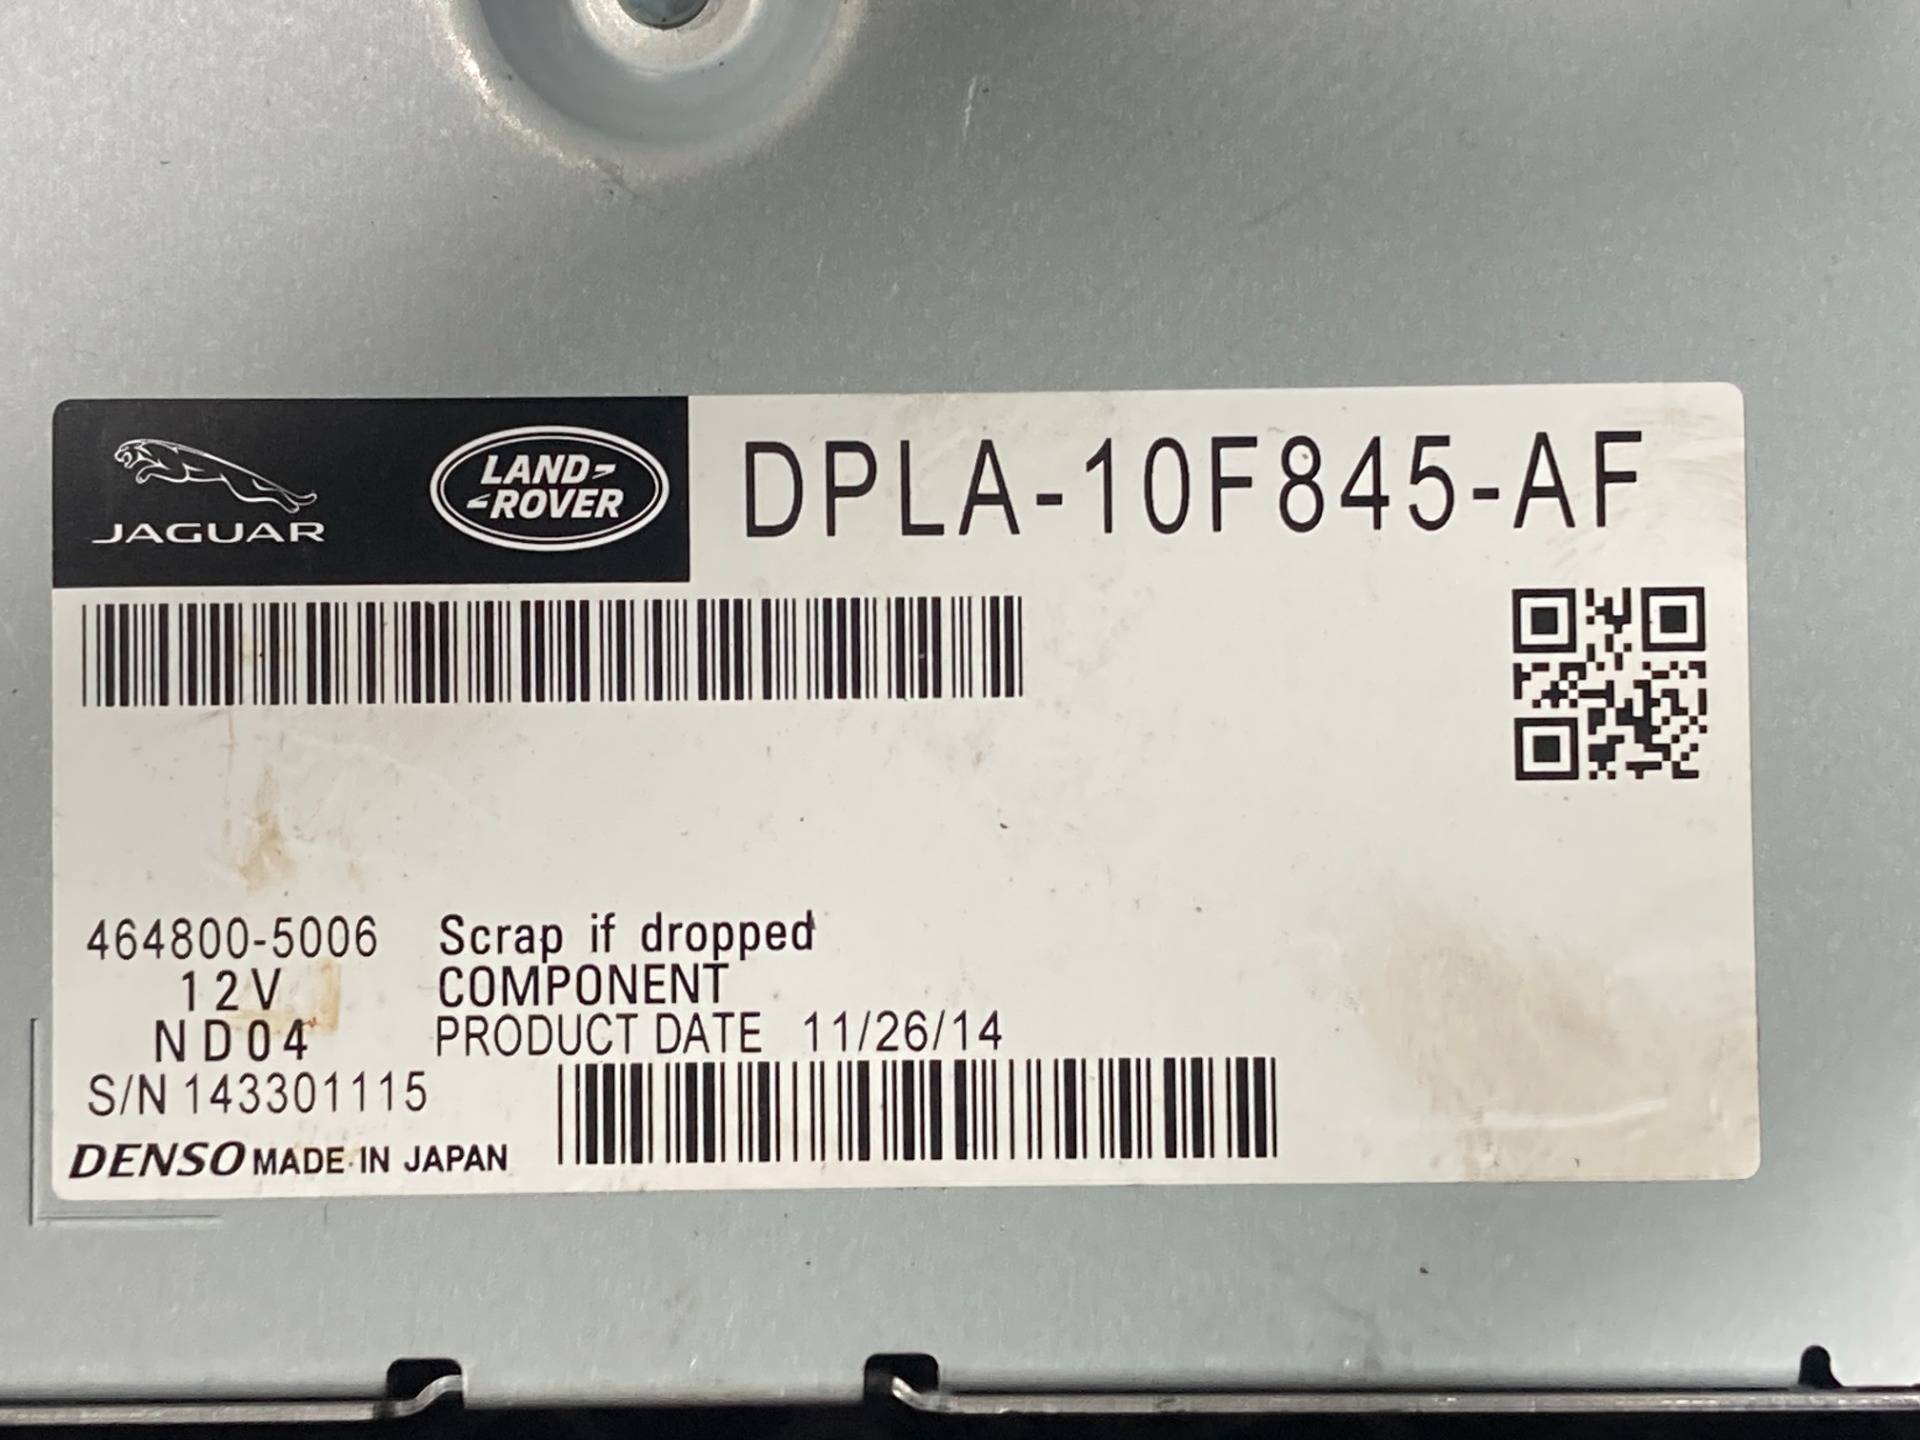 JAGUAR
LAND-
-ROVER
DPLA-10F845-AF
464800-5006
Scrap if dropped
12V
COMPONENT
ND04
PRODUCT DATE 11/26/14
S/N 143301115
DENSO MADE IN JAPAN